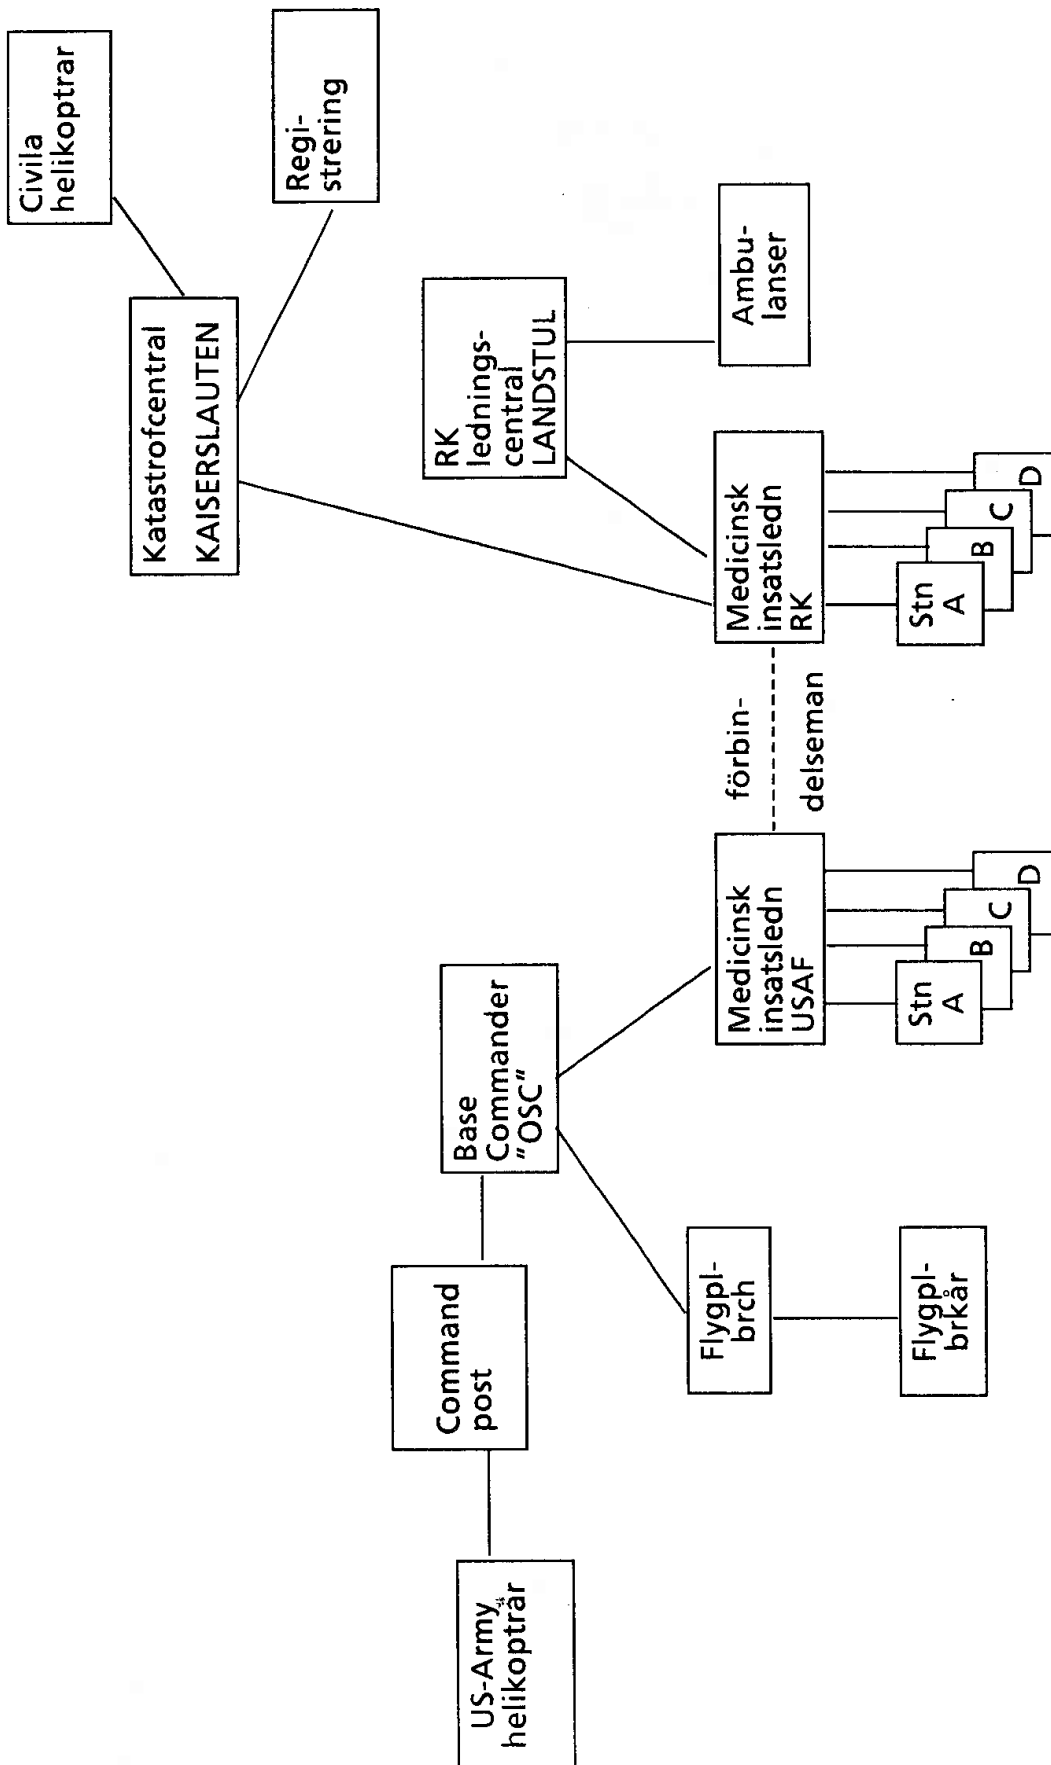 Civila
helikoptrar
Katastrofcentral
KAISERSLAUTEN
Regi-
strering
RK
lednings-
central
LANDSTUL
Ambu-
lanser
Command
post
Base
Commander
"OSC"
US-Army
helikoptrar
Flygpl-
brch
Flygpl-
brkår
Medicinsk
insatsledn
USAF
förbin-
delseman
Medicinsk
insatsledn
RK
Stn
A
B
C
D
Stn
A
B
C
D